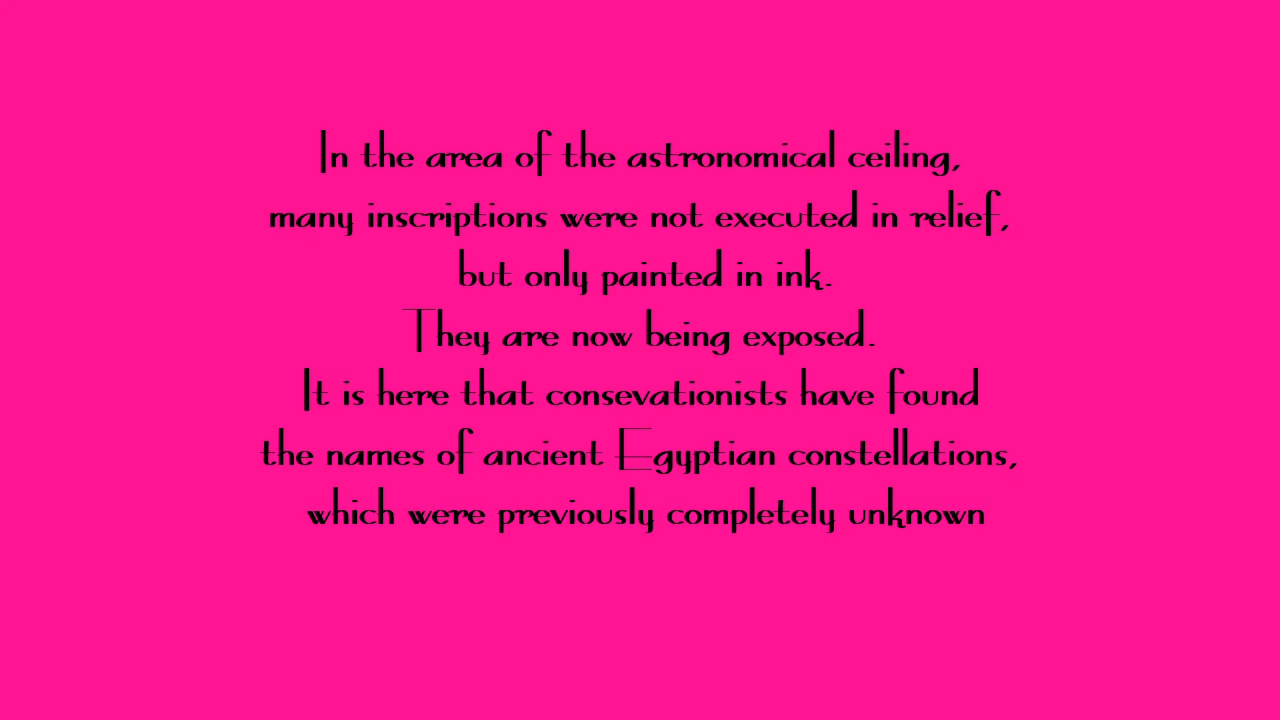 In the area of the astronomical ceiling,
many inscriptions were not executed in relief,
but only painted in ink.
They are now being exposed.
It is here that consevationists have found
the names of ancient Egyptian constellations,
which were previously completely unknown